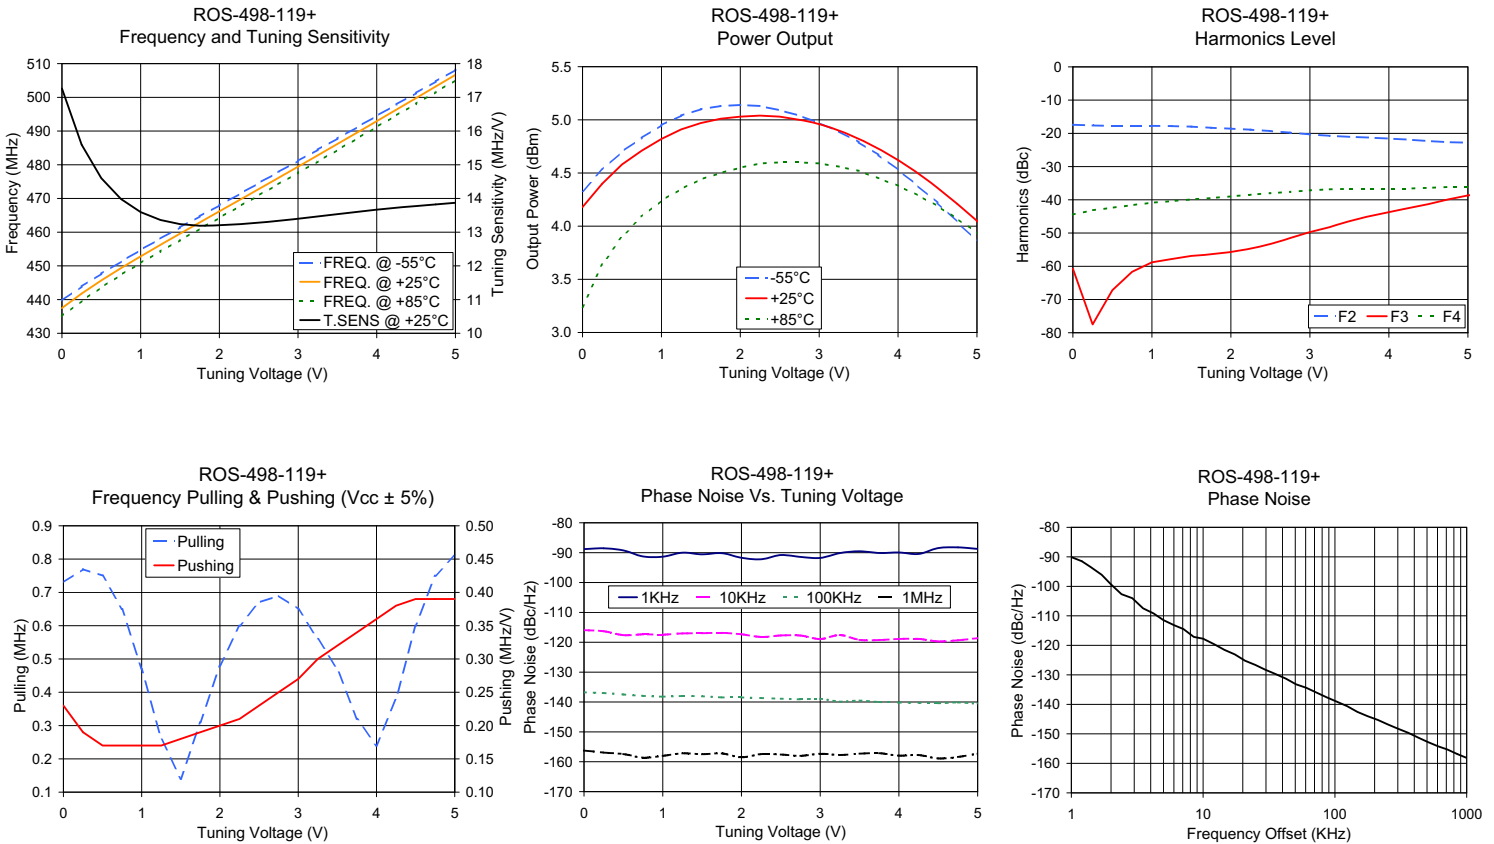 ROS-498-119+
Frequency and Tuning Sensitivity
510
500
490
480
470
460
450
440
430
Frequency (MHz)
18
17
16
15
14
13
12
11
10
Tuning Sensitivity (MHz/V)
FREQ. @ -55°C
FREQ. @ +25°C
FREQ. @ +85°C
T.SENS @ +25°C
0 1 2 3 4 5
Tuning Voltage (V)
ROS-498-119+
Power Output
5.5
5.0
4.5
4.0
3.5
3.0
Output Power (dBm)
-55°C
+25°C
+85°C
0 1 2 3 4 5
Tuning Voltage (V)
ROS-498-119+
Harmonics Level
0
-10
-20
-30
-40
-50
-60
-70
-80
Harmonics (dBc)
F2 F3 F4
0 1 2 3 4 5
Tuning Voltage (V)
ROS-498-119+
Frequency Pulling & Pushing (Vcc ± 5%)
0.9
0.8
0.7
0.6
0.5
0.4
0.3
0.2
0.1
Pulling (MHz)
Pulling
Pushing
0.50
0.45
0.40
0.35
0.30
0.25
0.20
0.15
0.10
Pushing (MHz/V)
0 1 2 3 4 5
Tuning Voltage (V)
ROS-498-119+
Phase Noise Vs. Tuning Voltage
-80
-90
-100
-110
-120
-130
-140
-150
-160
-170
Phase Noise (dBc/Hz)
1KHz 10KHz 100KHz 1MHz
0 1 2 3 4 5
Tuning Voltage (V)
ROS-498-119+
Phase Noise
-80
-90
-100
-110
-120
-130
-140
-150
-160
-170
Phase Noise (dBc/Hz)
1 10 100 1000
Frequency Offset (KHz)